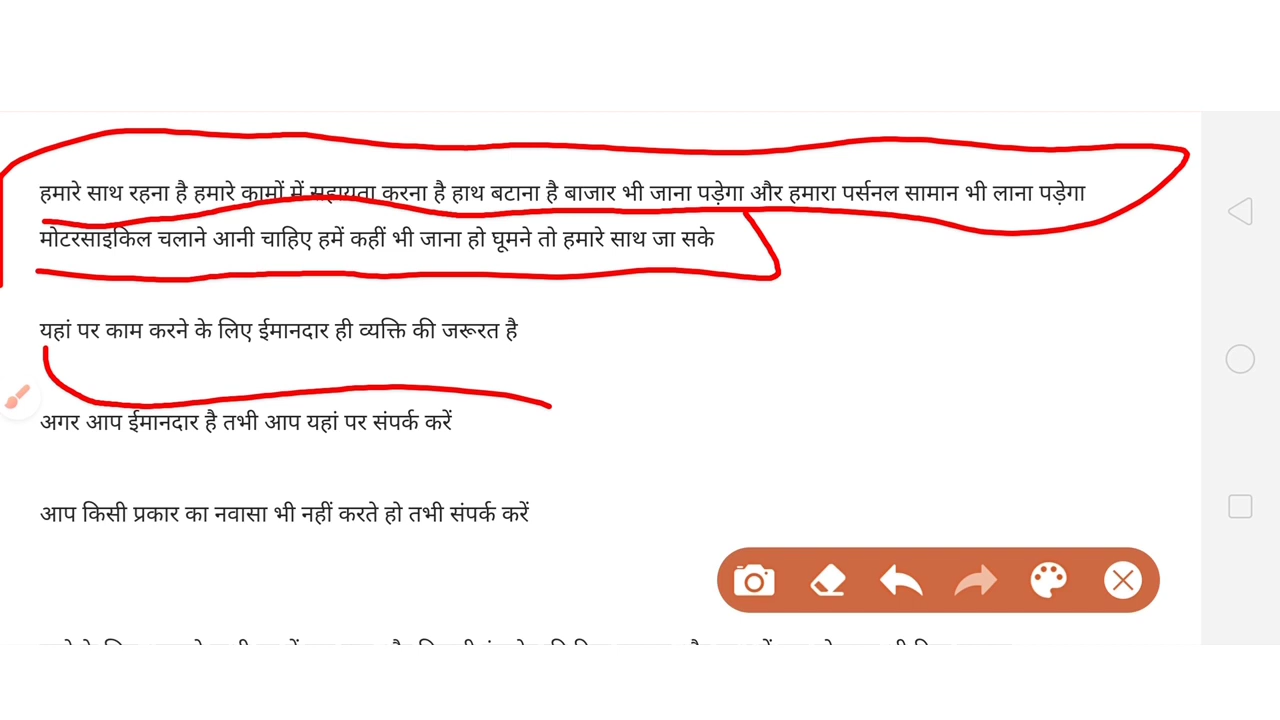 हमारे साथ रहना है हमारे कामों में सहायता करना है हाथ बटाना है बाजार भी जाना पड़ेगा और हमारा पर्सनल सामान भी लाना पड़ेगा
मोटरसाइकिल चलाने आनी चाहिए हमें कहीं भी जाना हो घूमने तो हमारे साथ जा सके
यहां पर काम करने के लिए ईमानदार ही व्यक्ति की जरूरत है
अगर आप ईमानदार है तभी आप यहां पर संपर्क करें
आप किसी प्रकार का नवासा भी नहीं करते हो तभी संपर्क करें